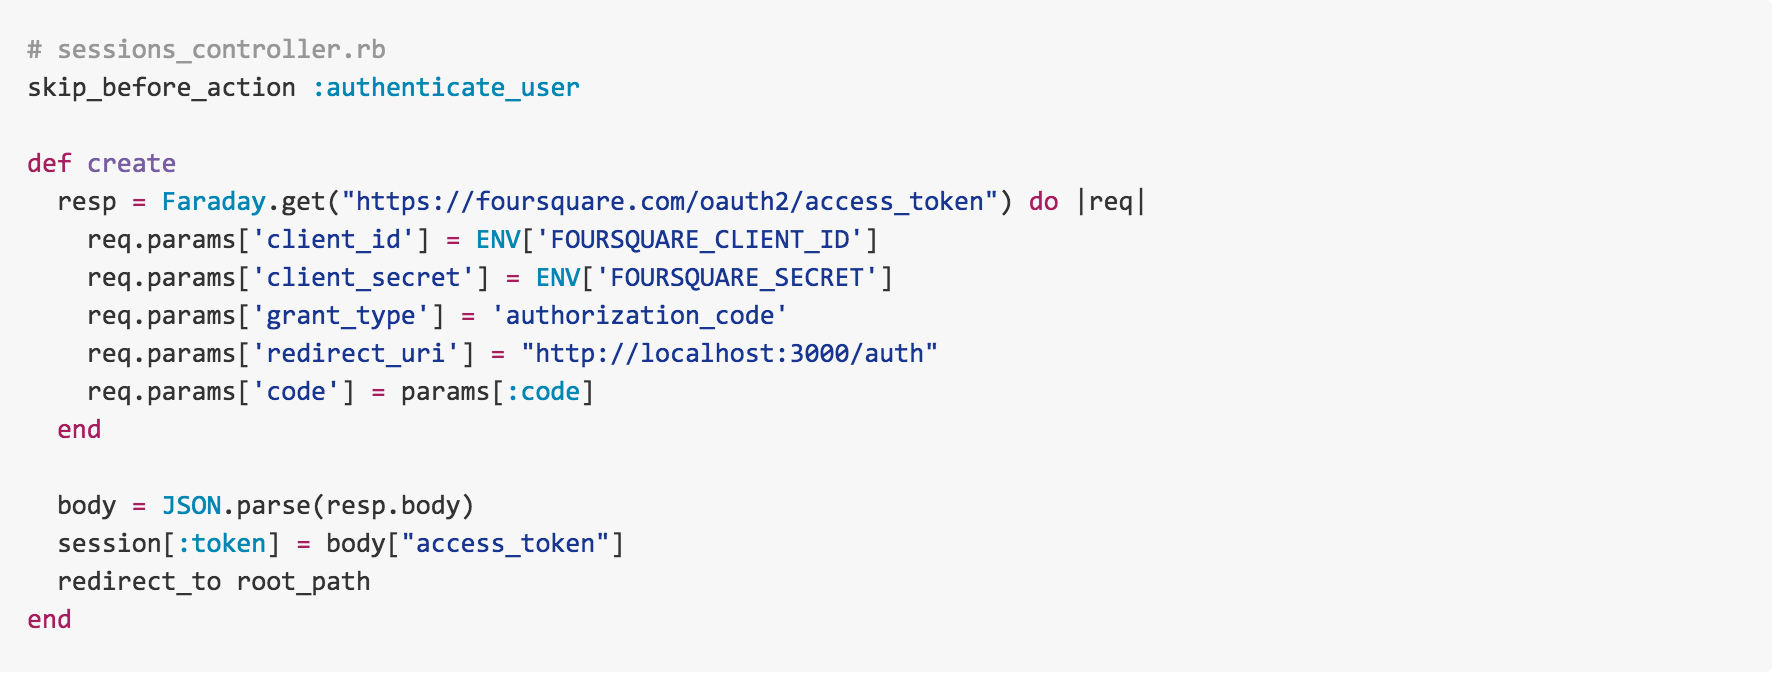 # sessions_controller.rb
skip_before_action :authenticate_user
def create
  resp = Faraday.get("https://foursquare.com/oauth2/access_token") do |req|
    req.params['client_id'] = ENV['FOURSQUARE_CLIENT_ID']
    req.params['client_secret'] = ENV['FOURSQUARE_SECRET']
    req.params['grant_type'] = 'authorization_code'
    req.params['redirect_uri'] = "http://localhost:3000/auth"
    req.params['code'] = params[:code]
  end
  body = JSON.parse(resp.body)
  session[:token] = body["access_token"]
  redirect_to root_path
end